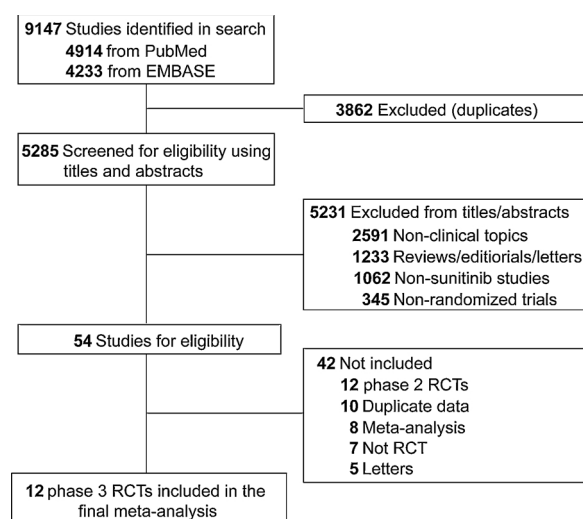 9147 Studies identified in search
4914 from PubMed
4233 from EMBASE
3862 Excluded (duplicates)
5285 Screened for eligibility using
titles and abstracts
5231 Excluded from titles/abstracts
2591 Non-clinical topics
1233 Reviews/editiorials/letters
1062 Non-sunitinib studies
345 Non-randomized trials
54 Studies for eligibility
42 Not included
12 phase 2 RCTs
10 Duplicate data
8 Meta-analysis
7 Not RCT
5 Letters
12 phase 3 RCTs included in the
final meta-analysis